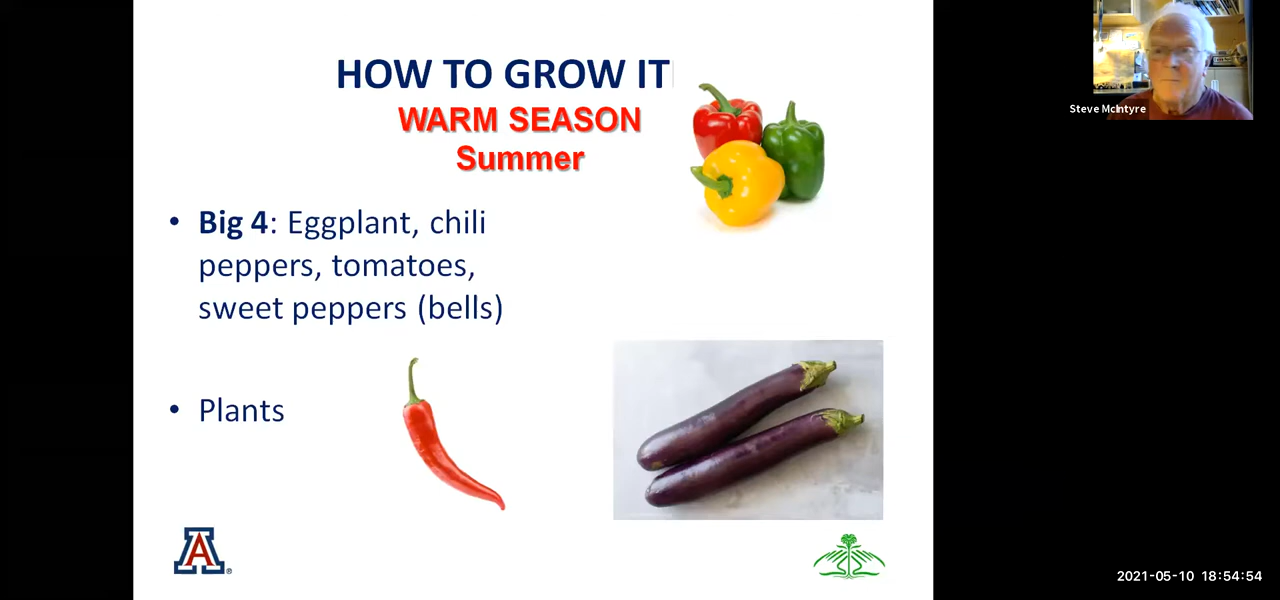 HOW TO GROW IT
WARM SEASON
Summer
• Big 4: Eggplant, chili
peppers, tomatoes,
sweet peppers (bells)
• Plants
A
Steve McIntyre
2021-05-10 18:54:54